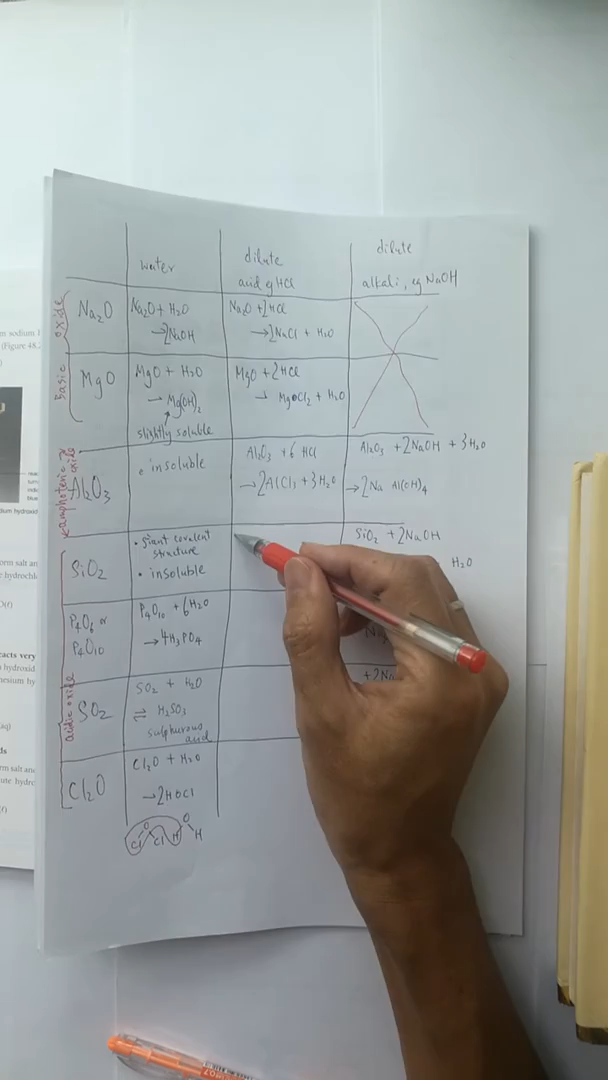 water
dilute
acid eg HCl
dilute
alkali, eg NaOH
basic oxide
Na₂O
Na₂O + H₂O
→ 2NaOH
Na₂O + 2HCl
→ 2NaCl + H₂O
MgO
MgO + H₂O
→ Mg(OH)₂
slightly soluble
MgO + 2HCl
→ MgCl₂ + H₂O
amphoteric
oxide
Al₂O₃
• insoluble
Al₂O₃ + 6 HCl
→ 2AlCl₃ + 3H₂O
Al₂O₃ + 2NaOH + 3H₂O
→ 2Na Al(OH)₄
acidic oxide
SiO₂
• giant covalent
structure
• insoluble
SiO₂ + 2NaOH
H₂O
P₄O₆ or
P₄O₁₀
P₄O₁₀ + 6H₂O
→ 4H₃PO₄
SO₂
SO₂ + H₂O
⇌ H₂SO₃
sulphurous
acid
Cl₂O
Cl₂O + H₂O
→ 2HOCl
O O
Cl Cl H H